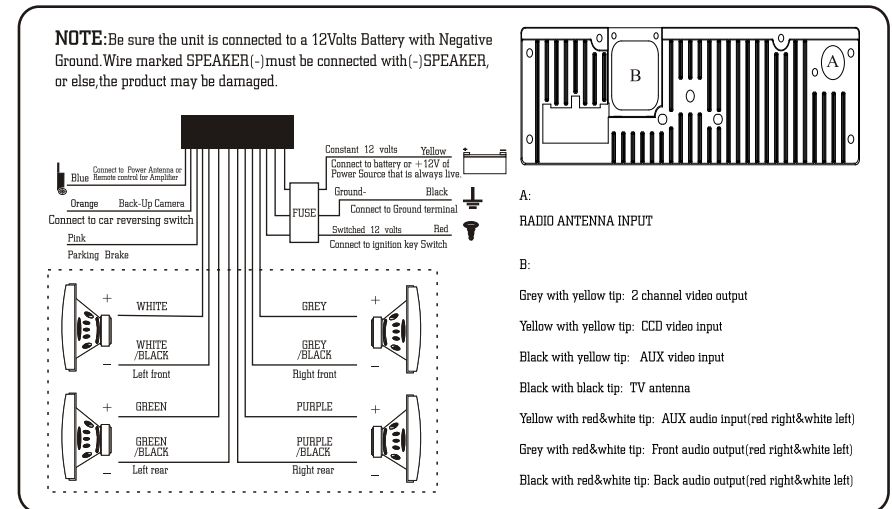 NOTE:Be sure the unit is connected to a 12Volts Battery with Negative
Ground.Wire marked SPEAKER(-)must be connected with(-)SPEAKER,
or else,the product may be damaged.
Blue
Connect to Power Antenna or
Remote control for Amplifier
Orange Back-Up Camera
Connect to car reversing switch
Pink
Parking Brake
FUSE
Constant 12 volts Yellow
Connect to battery or +12V of
Power Source that is always live.
+ -
Ground- Black
Connect to Ground terminal
Switched 12 volts Red
Connect to ignition key Switch
+
WHITE
WHITE
/BLACK
-
Left front
+
GREY
GREY
/BLACK
-
Right front
+
GREEN
GREEN
/BLACK
-
Left rear
+
PURPLE
PURPLE
/BLACK
-
Right rear
B
A
A:
RADIO ANTENNA INPUT
B:
Grey with yellow tip: 2 channel video output
Yellow with yellow tip: CCD video input
Black with yellow tip: AUX video input
Black with black tip: TV antenna
Yellow with red&white tip: AUX audio input(red right&white left)
Grey with red&white tip: Front audio output(red right&white left)
Black with red&white tip: Back audio output(red right&white left)